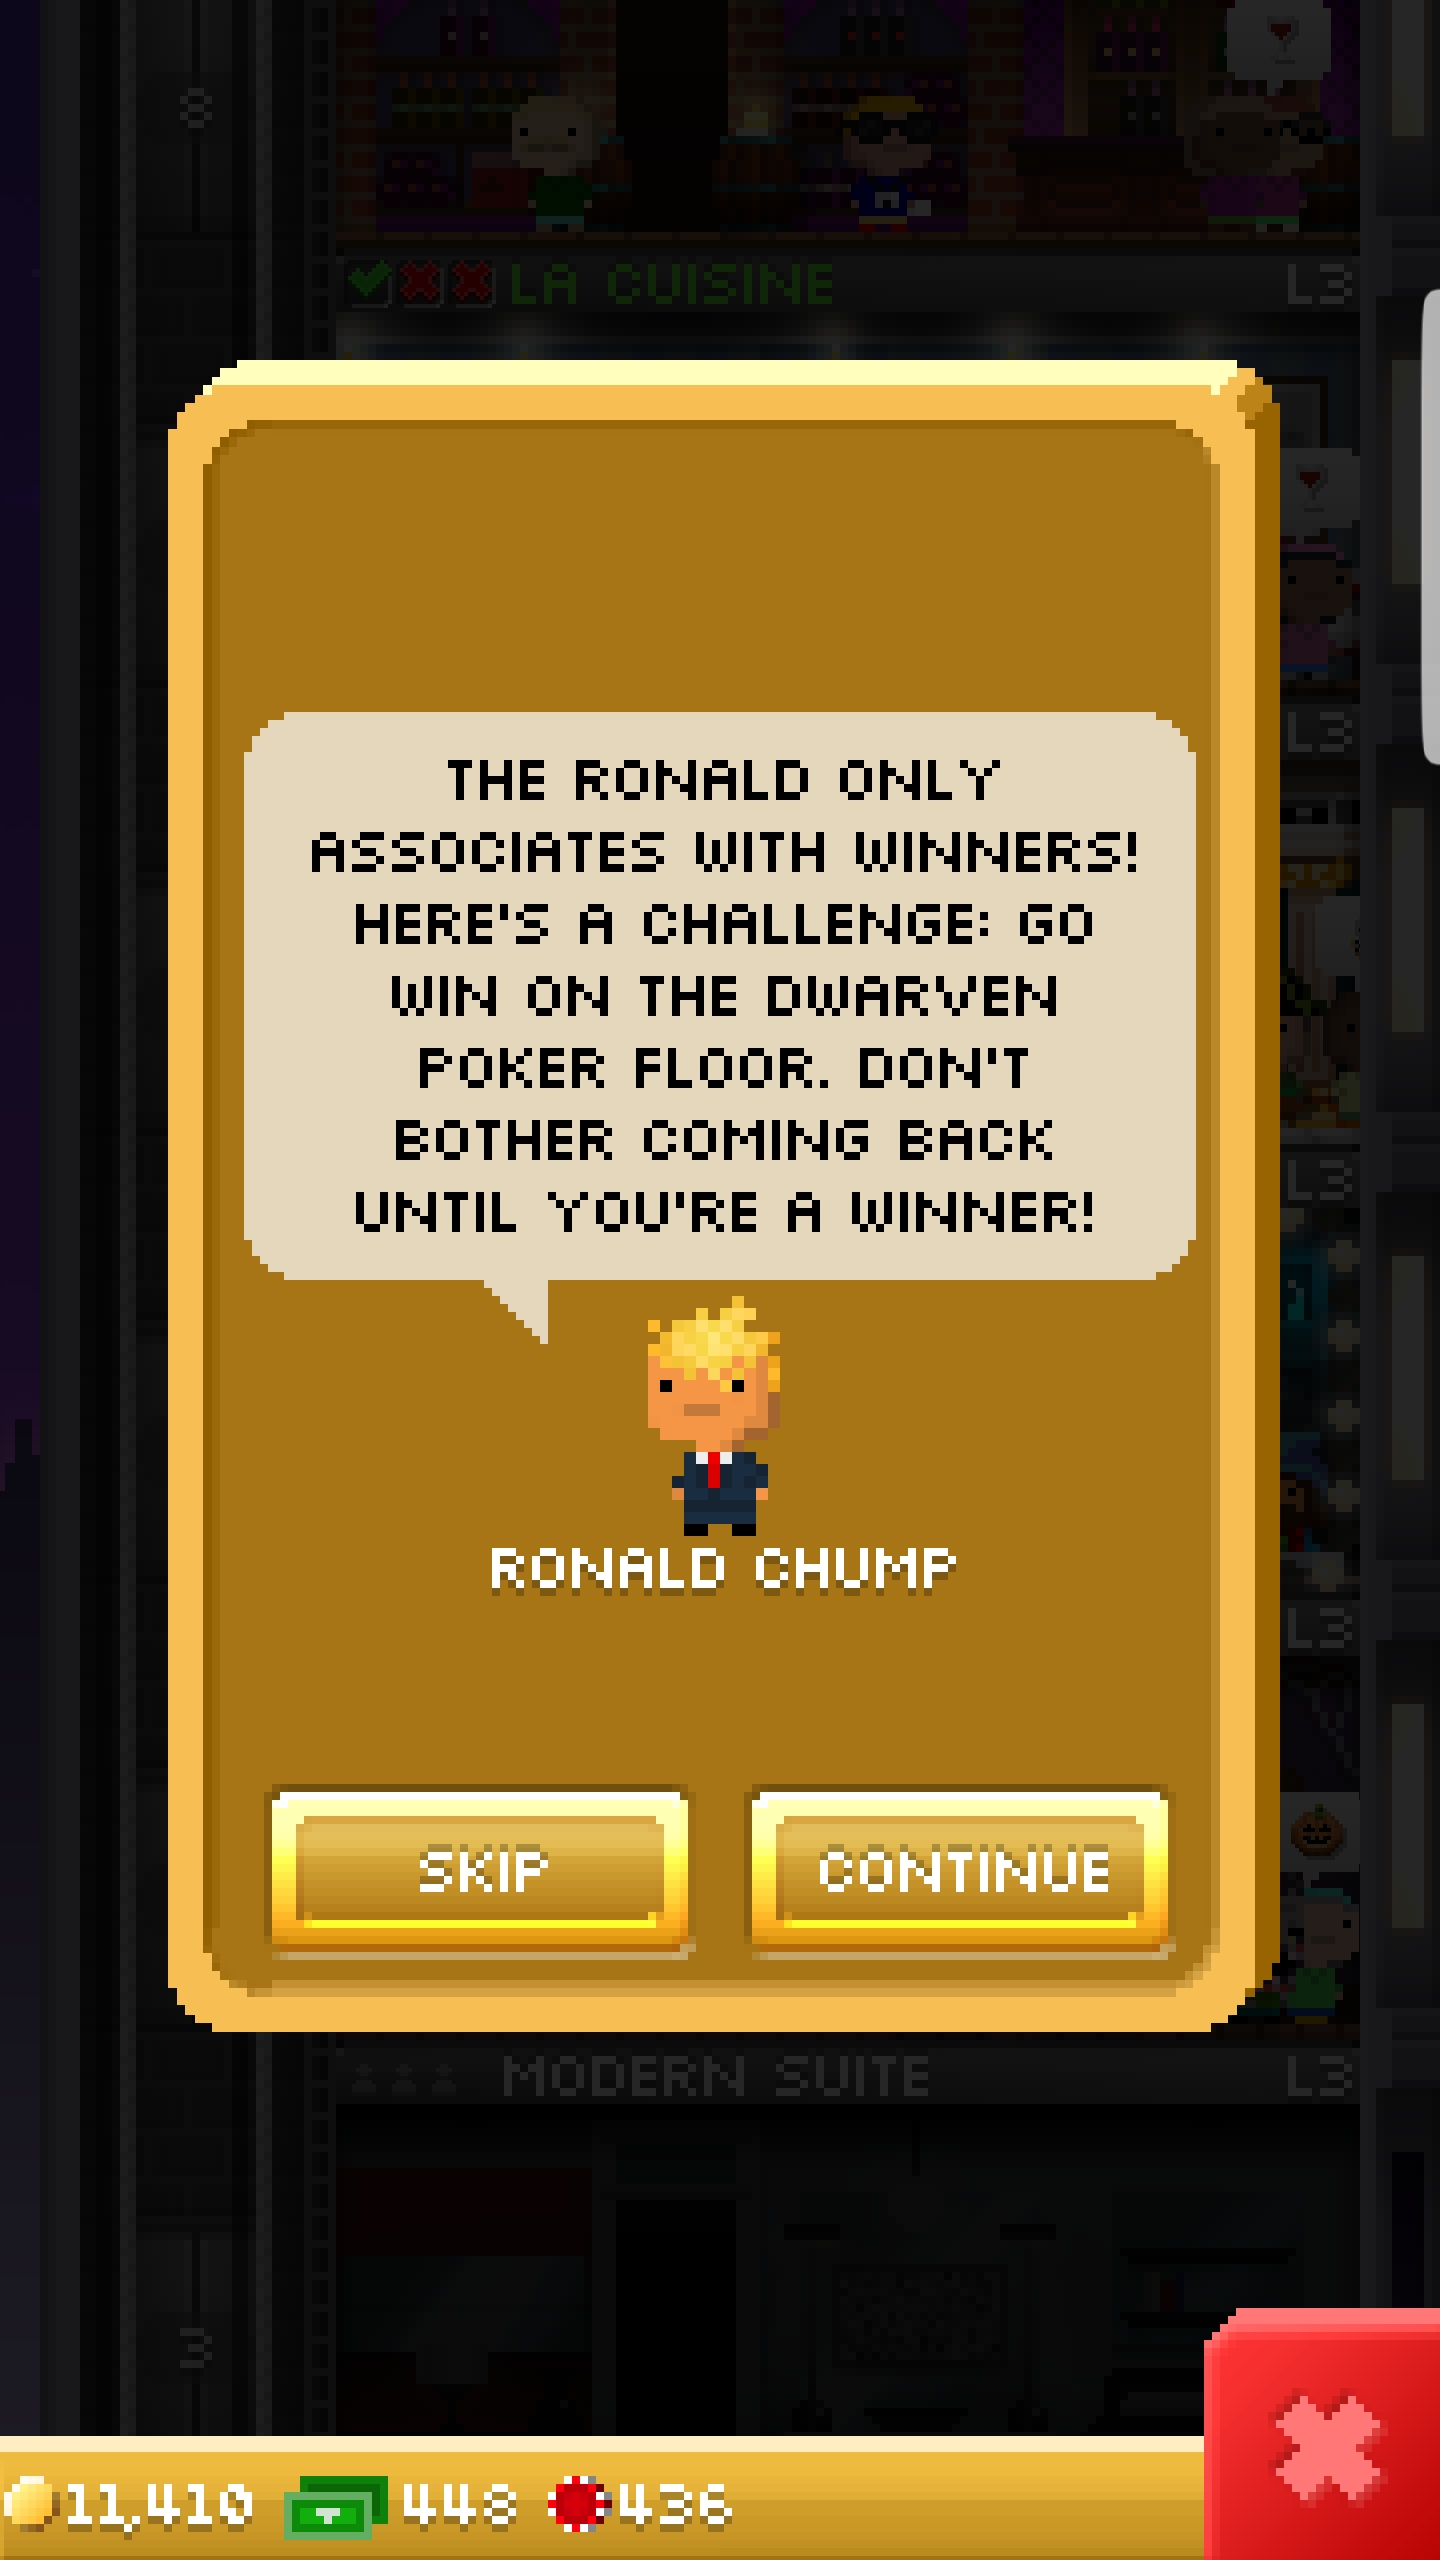 8
LA CUISINE L3
L3
THE RONALD ONLY
ASSOCIATES WITH WINNERS!
HERE'S A CHALLENGE: GO
WIN ON THE DWARVEN
POKER FLOOR. DON'T
BOTHER COMING BACK
UNTIL YOU'RE A WINNER!
L3
RONALD CHUMP
L3
SKIP CONTINUE
MODERN SUITE L3
3
11,410 448 436